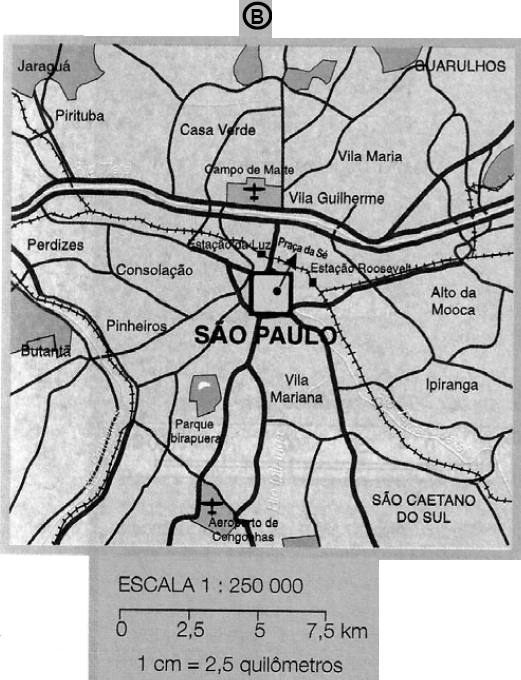 B
Jaraguá
GUARULHOS
Pirituba
Casa Verde
Vila Maria
Campo de Marte
Vila Guilherme
Perdizes
Estação da Luz
Praça da Sé
Consolação
Estação Roosevelt
Alto da
Mooca
Pinheiros
SÃO PAULO
Butantã
Vila
Mariana
Ipiranga
Parque
Ibirapuera
SÃO CAETANO
DO SUL
Aeroporto de
Congonhas
ESCALA 1 : 250 000
0 2,5 5 7,5 km
1 cm = 2,5 quilômetros